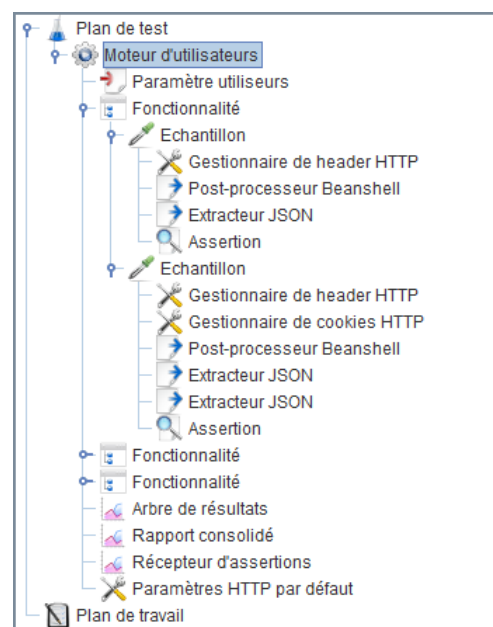 Plan de test
Moteur d'utilisateurs
Paramètre utiliseurs
Fonctionnalité
Echantillon
Gestionnaire de header HTTP
Post-processeur Beanshell
Extracteur JSON
Assertion
Echantillon
Gestionnaire de header HTTP
Gestionnaire de cookies HTTP
Post-processeur Beanshell
Extracteur JSON
Extracteur JSON
Assertion
Fonctionnalité
Fonctionnalité
Arbre de résultats
Rapport consolidé
Récepteur d'assertions
Paramètres HTTP par défaut
Plan de travail